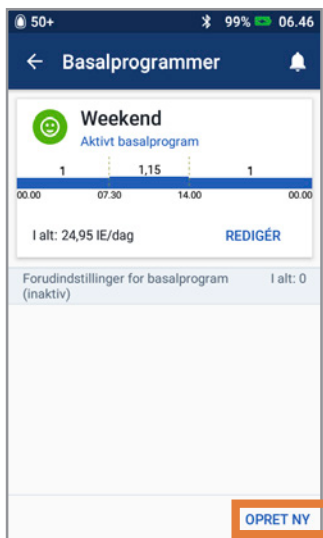 50+ 99% 06.46
Basalprogrammer
Weekend
Aktivt basalprogram
1 1,15 1
00.00 07.30 14.00 00.00
I alt: 24,95 IE/dag REDIGÉR
Forudindstillinger for basalprogram I alt: 0
(inaktiv)
OPRET NY